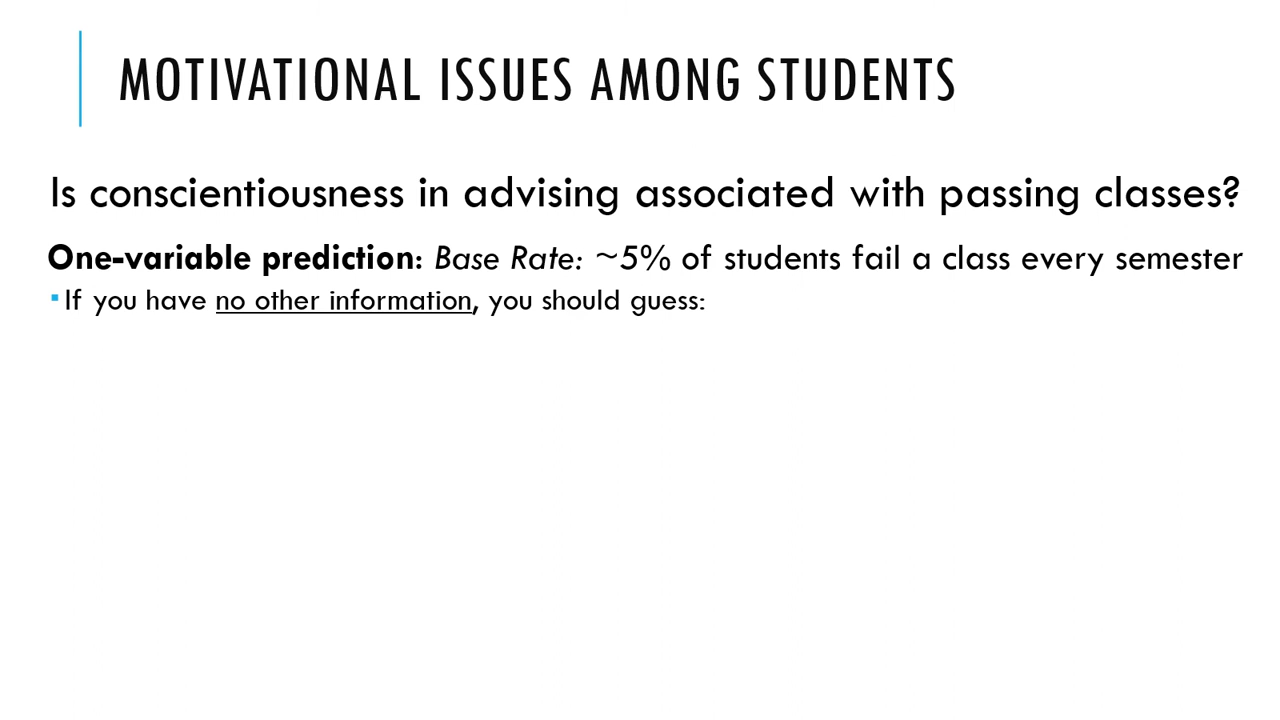 MOTIVATIONAL ISSUES AMONG STUDENTS
Is conscientiousness in advising associated with passing classes?
One-variable prediction: Base Rate: ~5% of students fail a class every semester
▪ If you have no other information, you should guess: